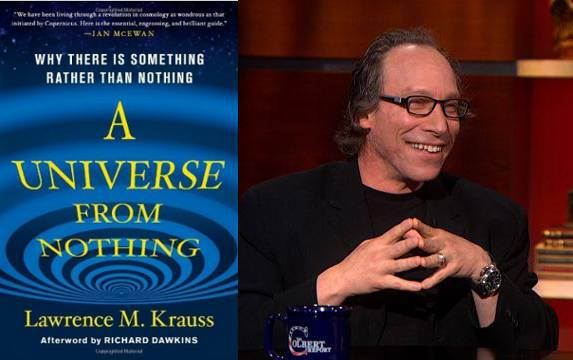 "We have been living through a revolution in cosmology as wondrous as that
initiated by Copernicus. Here is the essential, engrossing, and brilliant guide."
—IAN McEWAN
WHY THERE IS SOMETHING
RATHER THAN NOTHING
A
UNIVERSE
FROM
NOTHING
Lawrence M. Krauss
Afterword by RICHARD DAWKINS
COLBERT
REPORT